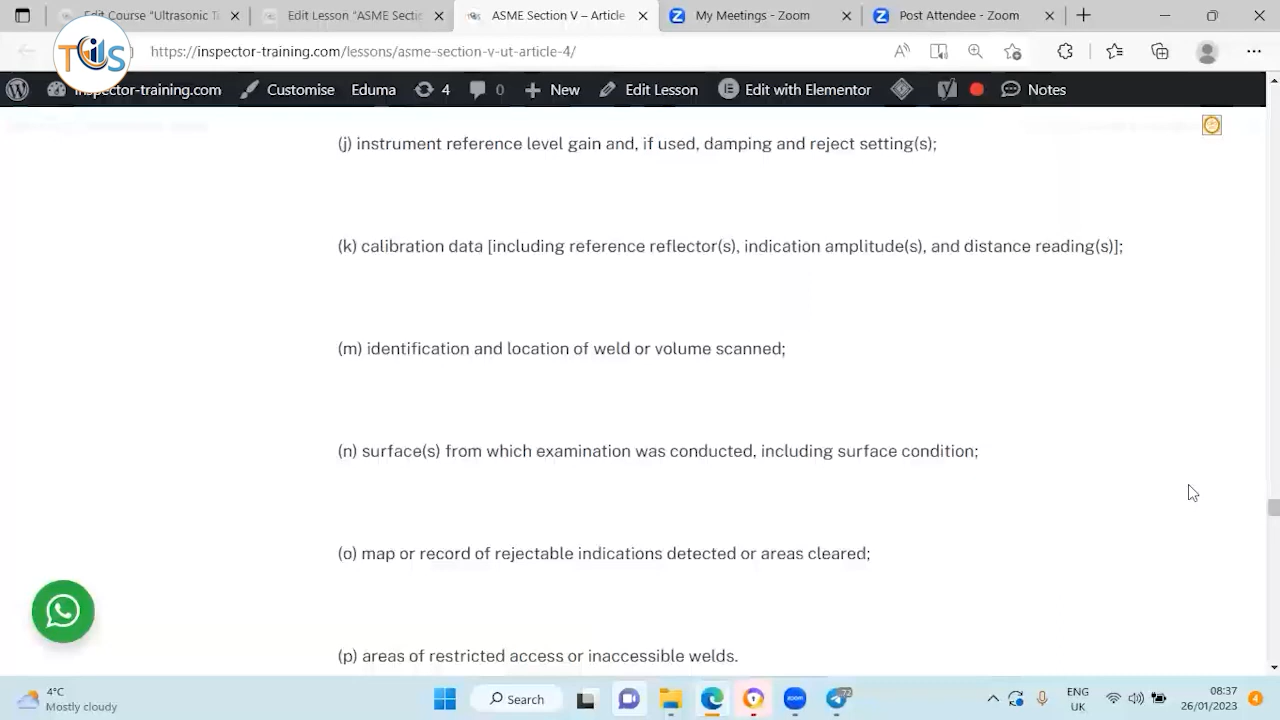 Edit Course "Ultrasonic T
Edit Lesson "ASME Sectio
ASME Section V – Article
My Meetings - Zoom
Post Attendee - Zoom
TCIS
https://inspector-training.com/lessons/asme-section-v-ut-article-4/
inspector-training.com
Customise
Eduma
4
0
New
Edit Lesson
Edit with Elementor
Notes
(j) instrument reference level gain and, if used, damping and reject setting(s);
(k) calibration data [including reference reflector(s), indication amplitude(s), and distance reading(s)];
(m) identification and location of weld or volume scanned;
(n) surface(s) from which examination was conducted, including surface condition;
(o) map or record of rejectable indications detected or areas cleared;
(p) areas of restricted access or inaccessible welds.
4°C
Mostly cloudy
Search
zoom
72
ENG
UK
08:37
26/01/2023
4